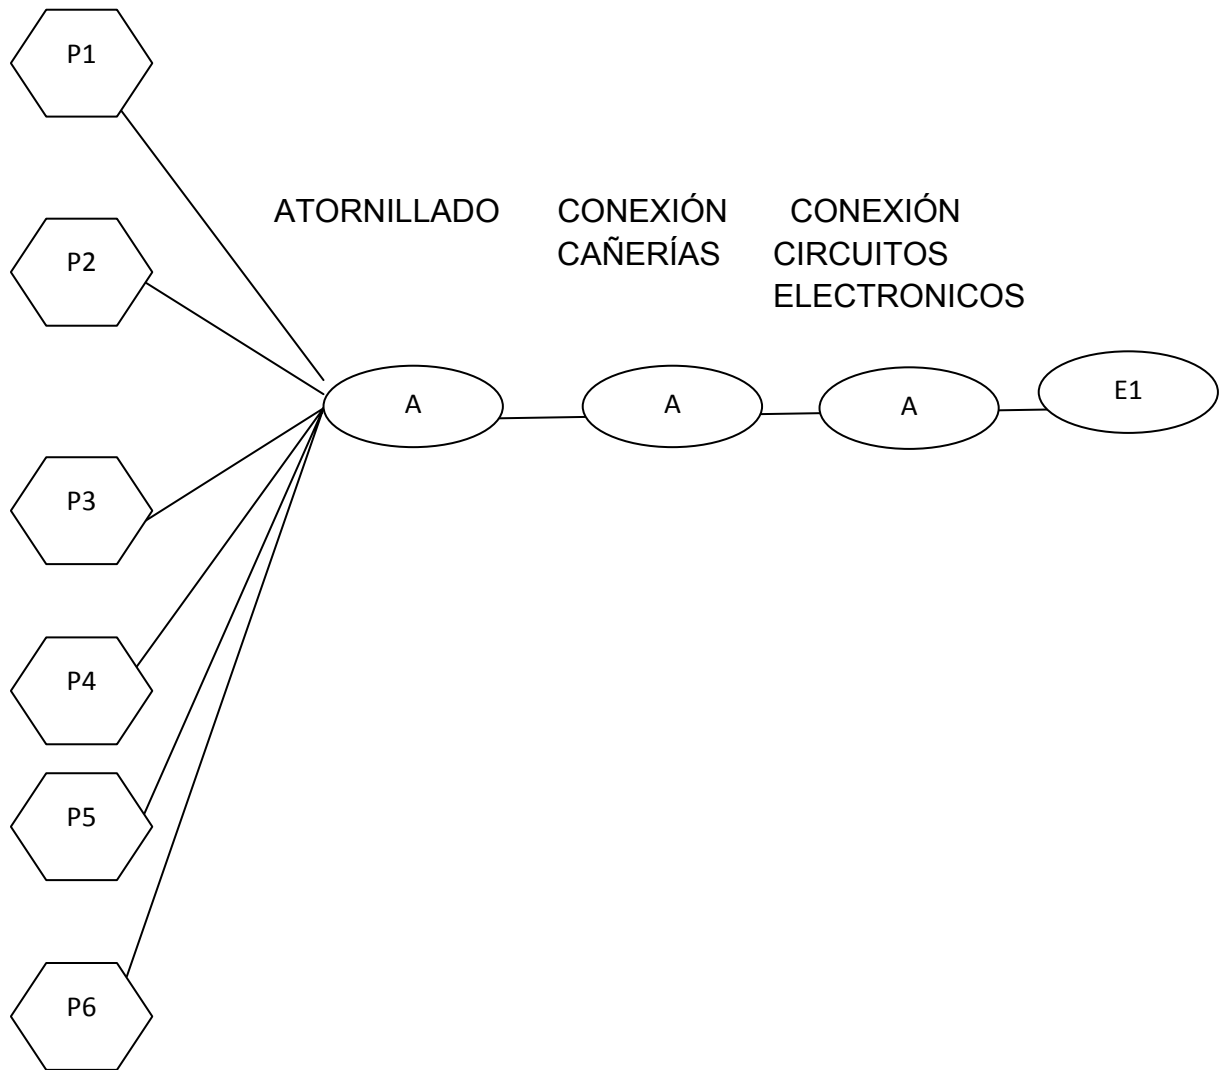 P1
ATORNILLADO CONEXIÓN CONEXIÓN
P2 CAÑERÍAS CIRCUITOS
ELECTRONICOS
A A A E1
P3
P4
P5
P6